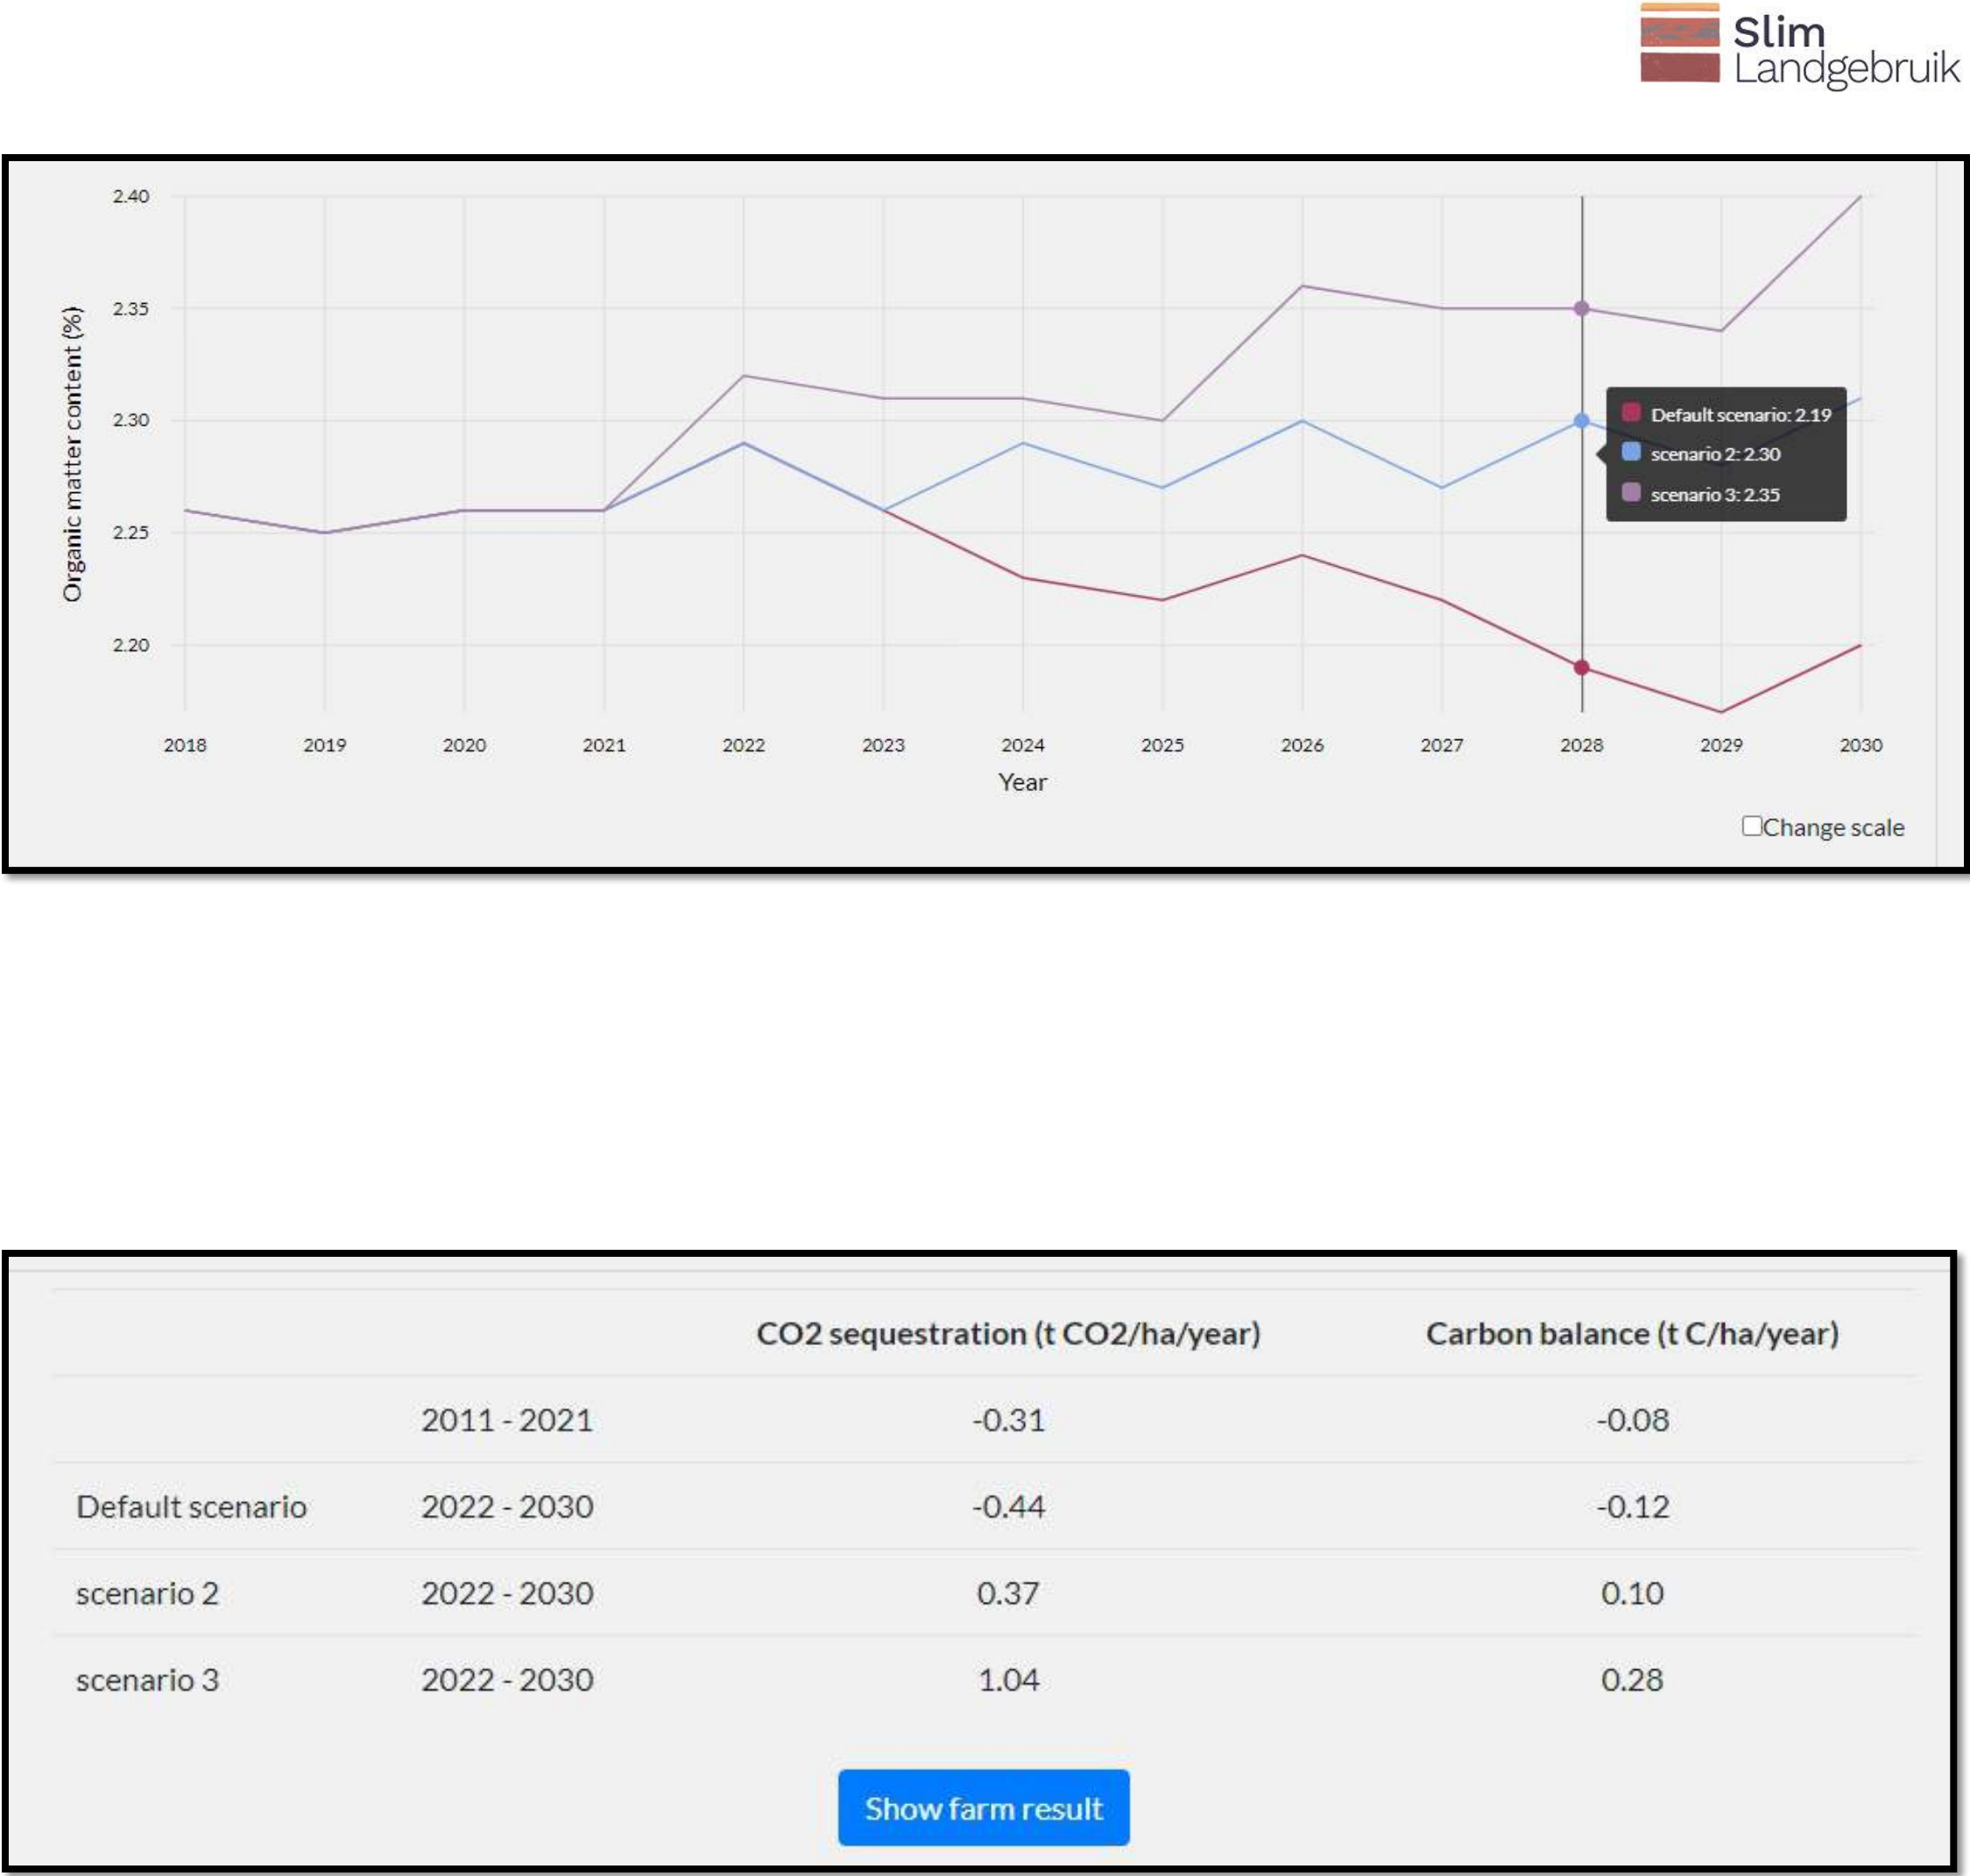 Slim
Landgebruik
2.40
2.35
2.30
2.25
2.20
Organic matter content (%)
Default scenario: 2.19
scenario 2: 2.30
scenario 3: 2.35
2018 2019 2020 2021 2022 2023 2024 2025 2026 2027 2028 2029 2030
Year
Change scale
CO2 sequestration (t CO2/ha/year) Carbon balance (t C/ha/year)
2011 - 2021 -0.31 -0.08
Default scenario 2022 - 2030 -0.44 -0.12
scenario 2 2022 - 2030 0.37 0.10
scenario 3 2022 - 2030 1.04 0.28
Show farm result